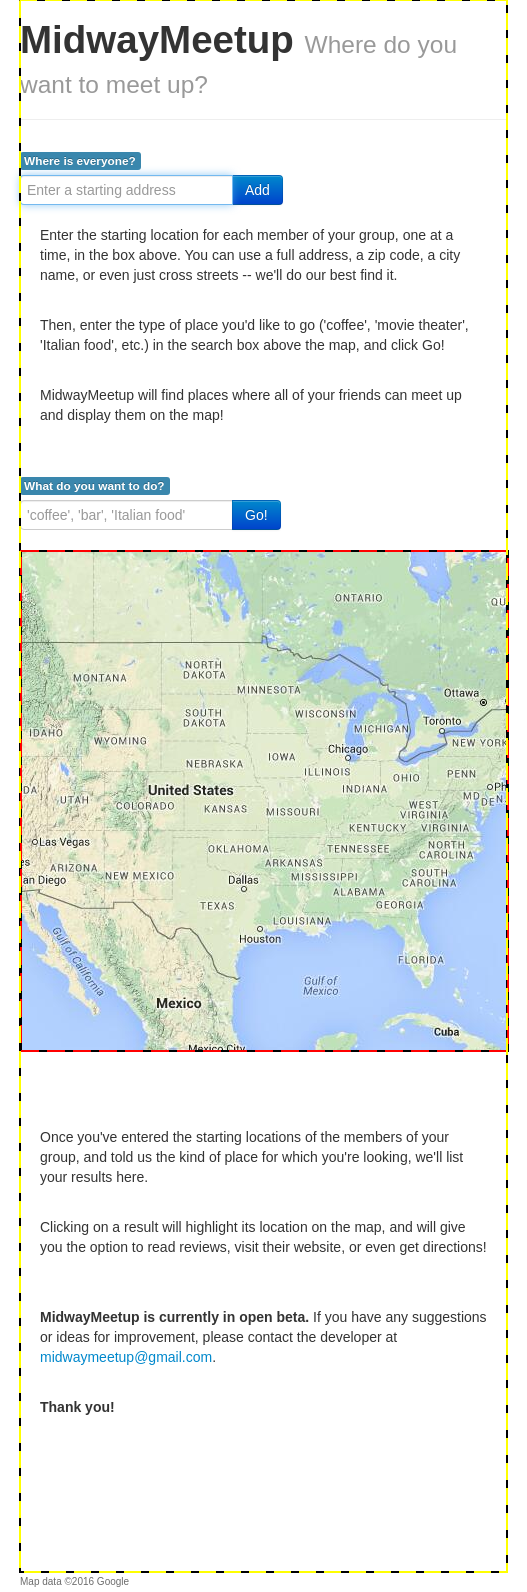 MidwayMeetup Where do you
want to meet up?
Where is everyone?
Enter a starting address Add
Enter the starting location for each member of your group, one at a
time, in the box above. You can use a full address, a zip code, a city
name, or even just cross streets -- we'll do our best find it.
Then, enter the type of place you'd like to go ('coffee', 'movie theater',
'Italian food', etc.) in the search box above the map, and click Go!
MidwayMeetup will find places where all of your friends can meet up
and display them on the map!
What do you want to do?
'coffee', 'bar', 'Italian food' Go!
ONTARIO
QU
MONTANA
NORTH
DAKOTA
MINNESOTA
Ottawa
SOUTH
DAKOTA
WISCONSIN
MICHIGAN
Toronto
IDAHO
WYOMING
NEW YORK
Chicago
NEBRASKA
IOWA
ILLINOIS
OHIO
PENN
DA
UTAH
United States
INDIANA
Ph
COLORADO
KANSAS
MISSOURI
WEST
VIRGINIA
MD
DE
N
KENTUCKY
VIRGINIA
Las Vegas
OKLAHOMA
TENNESSEE
NORTH
CAROLINA
es
ARIZONA
NEW MEXICO
ARKANSAS
MISSISSIPPI
SOUTH
CAROLINA
an Diego
Dallas
ALABAMA
TEXAS
GEORGIA
LOUISIANA
Houston
Gulf of California
FLORIDA
Gulf of
Mexico
Mexico
Cuba
Mexico City
Once you've entered the starting locations of the members of your
group, and told us the kind of place for which you're looking, we'll list
your results here.
Clicking on a result will highlight its location on the map, and will give
you the option to read reviews, visit their website, or even get directions!
MidwayMeetup is currently in open beta. If you have any suggestions
or ideas for improvement, please contact the developer at
midwaymeetup@gmail.com.
Thank you!
Map data ©2016 Google